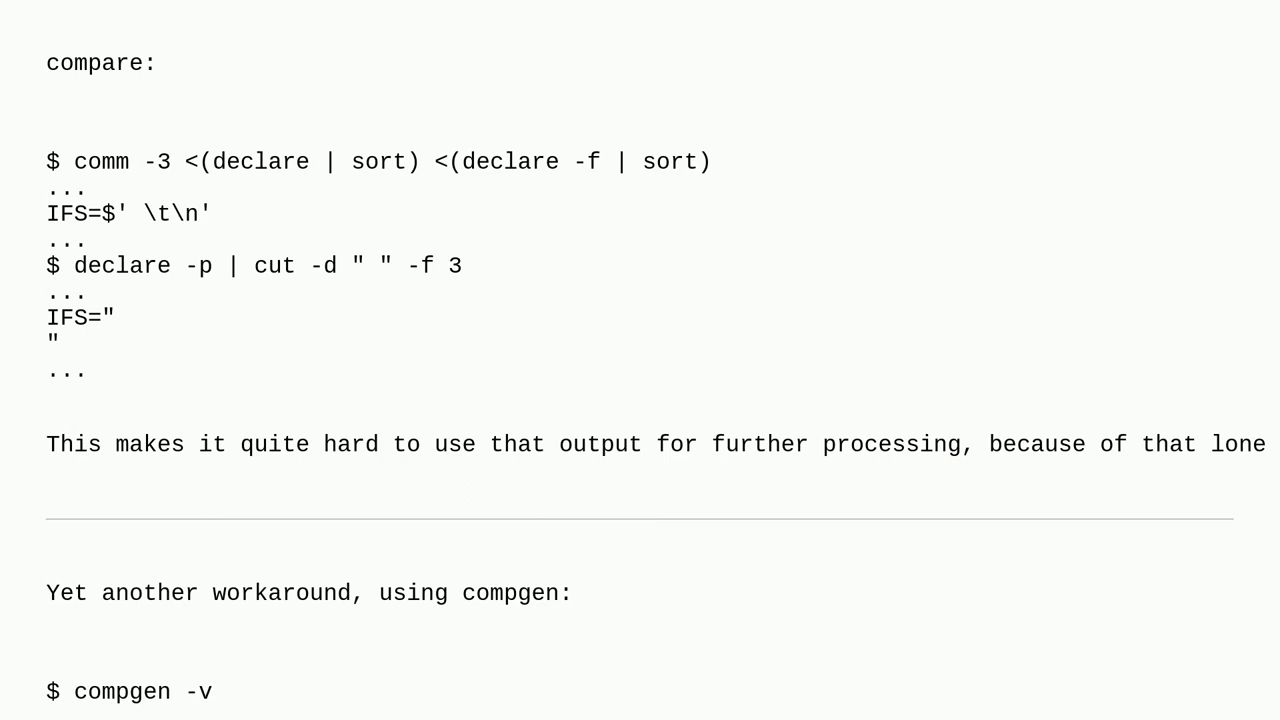 compare:
$ comm -3 <(declare | sort) <(declare -f | sort)
...
IFS=$' \t\n'
...
$ declare -p | cut -d " " -f 3
...
IFS="
"
...
This makes it quite hard to use that output for further processing, because of that lone
Yet another workaround, using compgen:
$ compgen -v